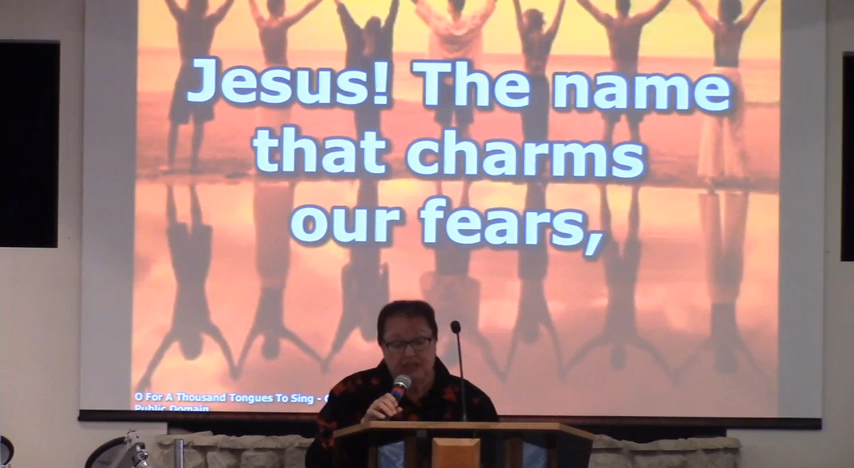 Jesus! The name
that charms
our fears,
O For A Thousand Tongues To Sing -
Public Domain